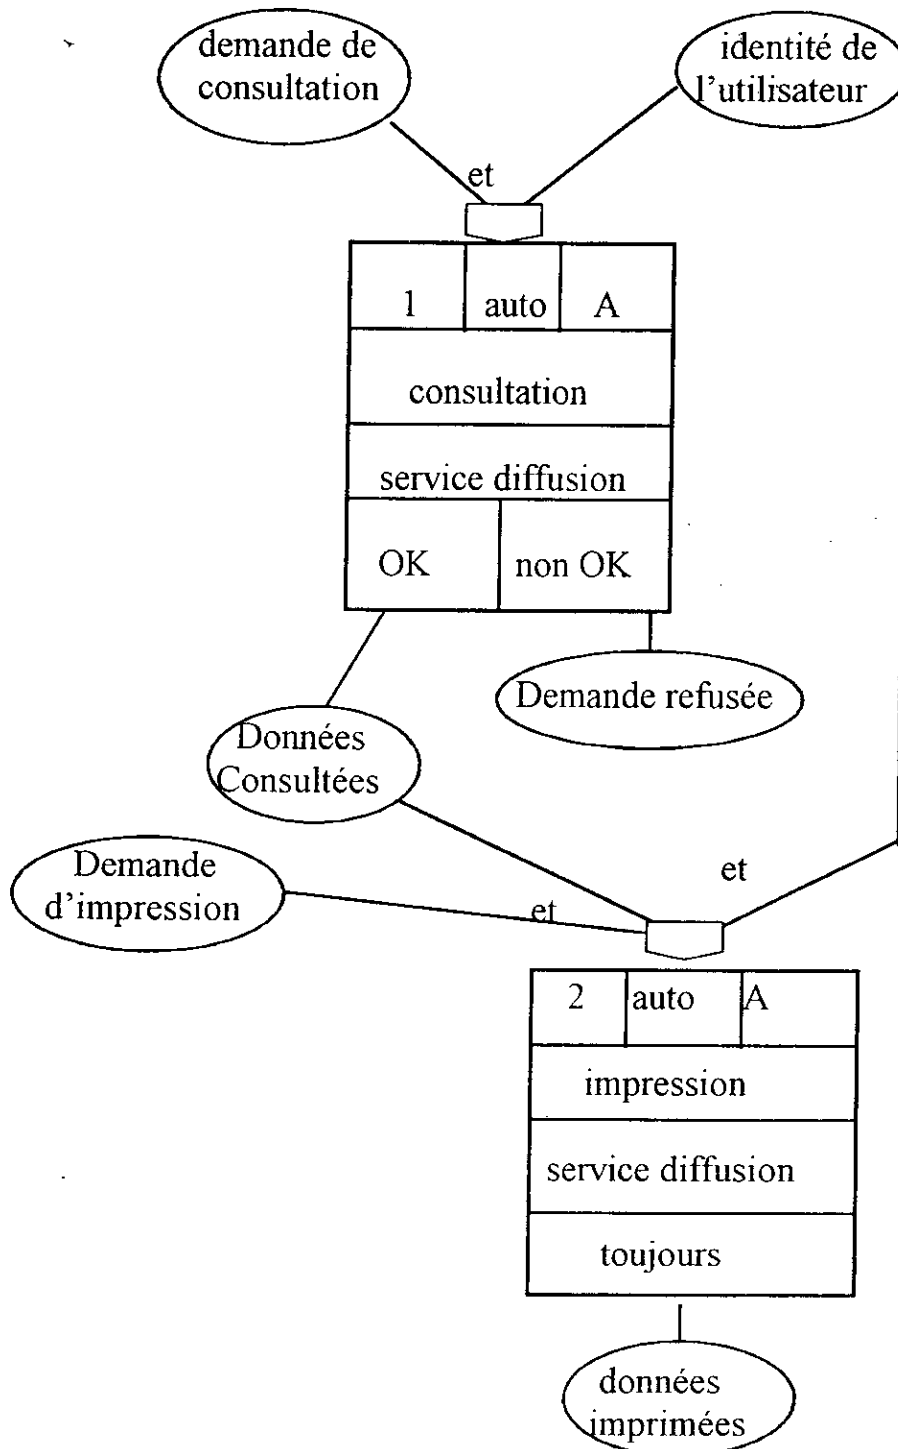 demande de
consultation
identité de
l'utilisateur
et
1 auto A
consultation
service diffusion
OK non OK
Demande refusée
Données
Consultées
Demande
d'impression
et
et
2 auto A
impression
service diffusion
toujours
données
imprimées